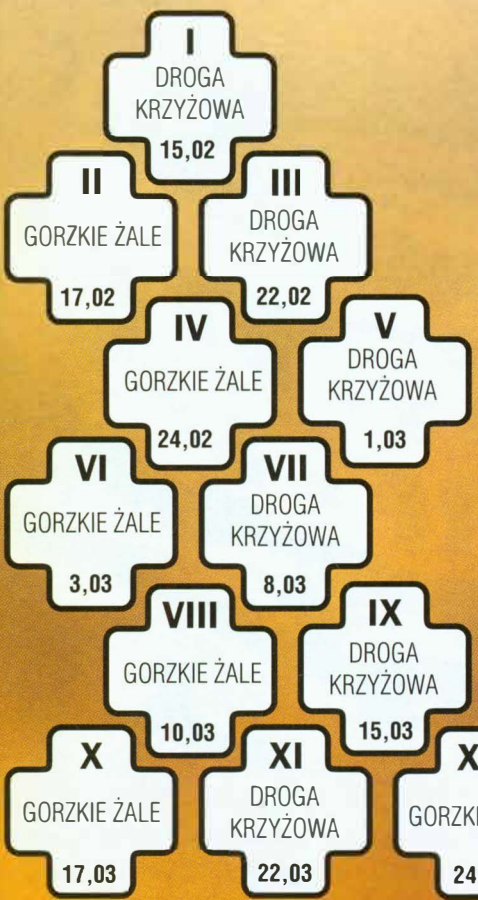 I
DROGA
KRZYŻOWA
15,02
II
GORZKIE ŻALE
17,02
III
DROGA
KRZYŻOWA
22,02
IV
GORZKIE ŻALE
24,02
V
DROGA
KRZYŻOWA
1,03
VI
GORZKIE ŻALE
3,03
VII
DROGA
KRZYŻOWA
8,03
VIII
GORZKIE ŻALE
10,03
IX
DROGA
KRZYŻOWA
15,03
X
GORZKIE ŻALE
17,03
XI
DROGA
KRZYŻOWA
22,03